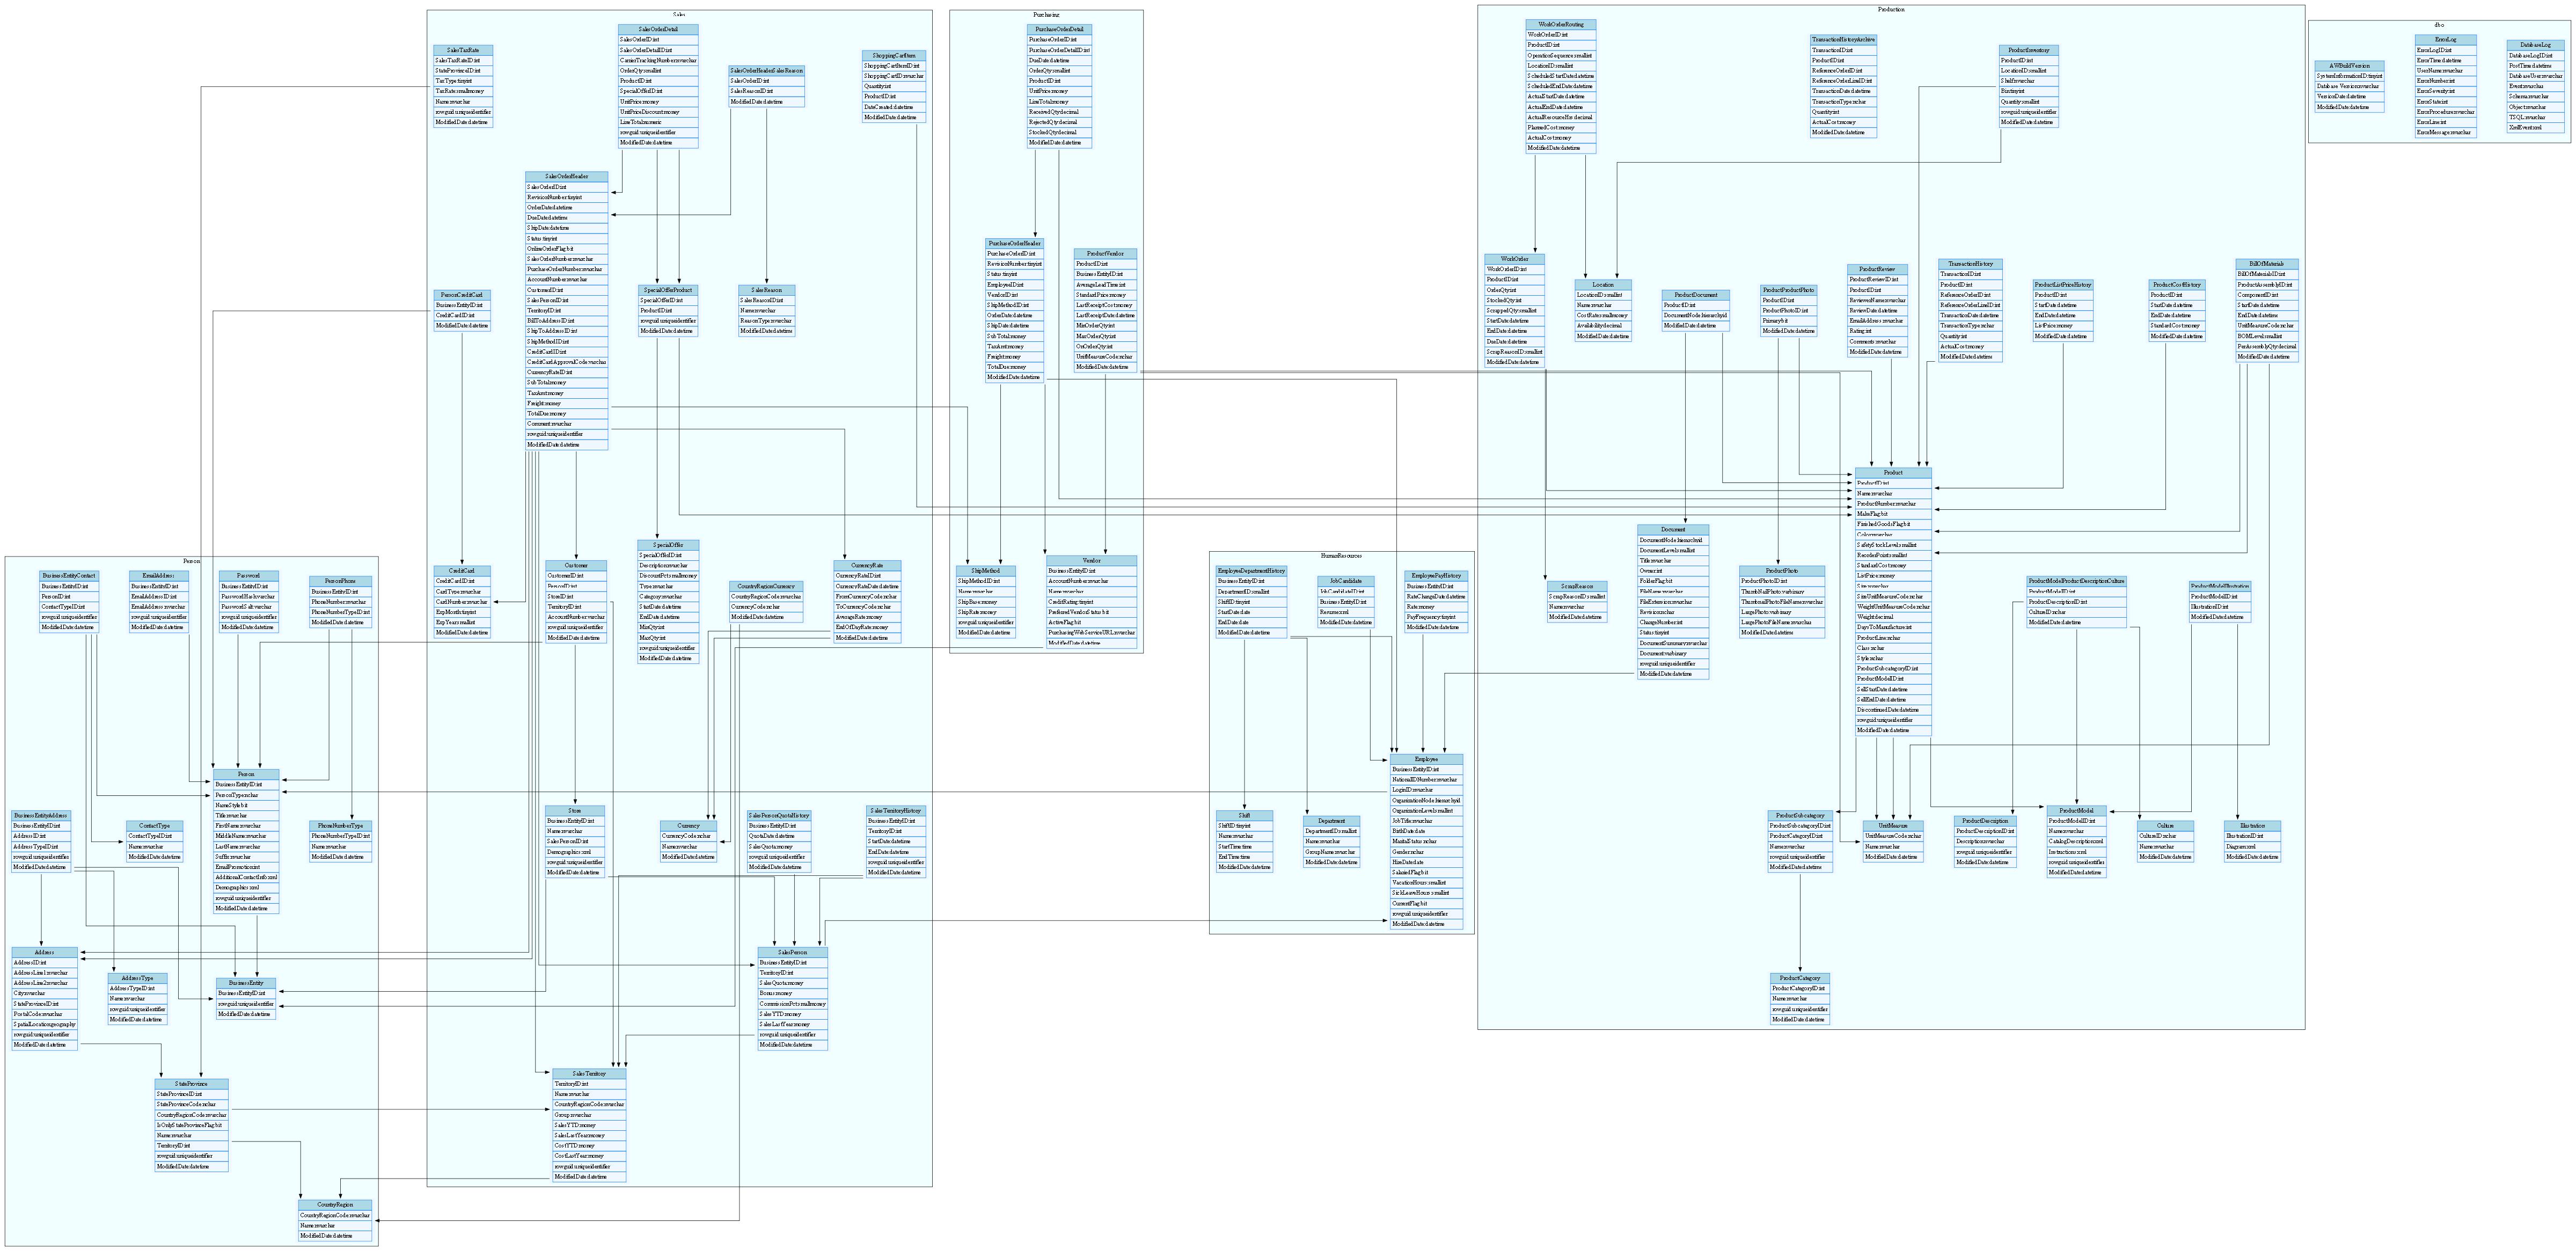 Sales
SalesTaxRate
SalesTaxRateID:int
StateProvinceID:int
TaxType:tinyint
TaxRate:smallmoney
Name:nvarchar
rowguid:uniqueidentifier
ModifiedDate:datetime
SalesOrderDetail
SalesOrderID:int
SalesOrderDetailID:int
CarrierTrackingNumber:nvarchar
OrderQty:smallint
ProductID:int
SpecialOfferID:int
UnitPrice:money
UnitPriceDiscount:money
LineTotal:numeric
rowguid:uniqueidentifier
ModifiedDate:datetime
SalesOrderHeaderSalesReason
SalesOrderID:int
SalesReasonID:int
ModifiedDate:datetime
ShoppingCartItem
ShoppingCartItemID:int
ShoppingCartID:nvarchar
Quantity:int
ProductID:int
DateCreated:datetime
ModifiedDate:datetime
SalesOrderHeader
SalesOrderID:int
RevisionNumber:tinyint
OrderDate:datetime
DueDate:datetime
ShipDate:datetime
Status:tinyint
OnlineOrderFlag:bit
SalesOrderNumber:nvarchar
PurchaseOrderNumber:nvarchar
AccountNumber:nvarchar
CustomerID:int
SalesPersonID:int
TerritoryID:int
BillToAddressID:int
ShipToAddressID:int
ShipMethodID:int
CreditCardID:int
CreditCardApprovalCode:varchar
CurrencyRateID:int
SubTotal:money
TaxAmt:money
Freight:money
TotalDue:money
Comment:nvarchar
rowguid:uniqueidentifier
ModifiedDate:datetime
PersonCreditCard
BusinessEntityID:int
CreditCardID:int
ModifiedDate:datetime
SpecialOfferProduct
SpecialOfferID:int
ProductID:int
rowguid:uniqueidentifier
ModifiedDate:datetime
SalesReason
SalesReasonID:int
Name:nvarchar
ReasonType:nvarchar
ModifiedDate:datetime
CreditCard
CreditCardID:int
CardType:nvarchar
CardNumber:nvarchar
ExpMonth:tinyint
ExpYear:smallint
ModifiedDate:datetime
Customer
CustomerID:int
PersonID:int
StoreID:int
TerritoryID:int
AccountNumber:varchar
rowguid:uniqueidentifier
ModifiedDate:datetime
SpecialOffer
SpecialOfferID:int
Description:nvarchar
DiscountPct:smallmoney
Type:nvarchar
Category:nvarchar
StartDate:datetime
EndDate:datetime
MinQty:int
MaxQty:int
rowguid:uniqueidentifier
ModifiedDate:datetime
CountryRegionCurrency
CountryRegionCode:nvarchar
CurrencyCode:nchar
ModifiedDate:datetime
CurrencyRate
CurrencyRateID:int
CurrencyRateDate:datetime
FromCurrencyCode:nchar
ToCurrencyCode:nchar
AverageRate:money
EndOfDayRate:money
ModifiedDate:datetime
Store
BusinessEntityID:int
Name:nvarchar
SalesPersonID:int
Demographics:xml
rowguid:uniqueidentifier
ModifiedDate:datetime
Currency
CurrencyCode:nchar
Name:nvarchar
ModifiedDate:datetime
SalesPersonQuotaHistory
BusinessEntityID:int
QuotaDate:datetime
SalesQuota:money
rowguid:uniqueidentifier
ModifiedDate:datetime
SalesTerritoryHistory
BusinessEntityID:int
TerritoryID:int
StartDate:datetime
EndDate:datetime
rowguid:uniqueidentifier
ModifiedDate:datetime
SalesPerson
BusinessEntityID:int
TerritoryID:int
SalesQuota:money
Bonus:money
CommissionPct:smallmoney
SalesYTD:money
SalesLastYear:money
rowguid:uniqueidentifier
ModifiedDate:datetime
SalesTerritory
TerritoryID:int
Name:nvarchar
CountryRegionCode:nvarchar
Group:nvarchar
SalesYTD:money
SalesLastYear:money
CostYTD:money
CostLastYear:money
rowguid:uniqueidentifier
ModifiedDate:datetime
Purchasing
PurchaseOrderDetail
PurchaseOrderID:int
PurchaseOrderDetailID:int
DueDate:datetime
OrderQty:smallint
ProductID:int
UnitPrice:money
LineTotal:money
ReceivedQty:decimal
RejectedQty:decimal
StockedQty:decimal
ModifiedDate:datetime
PurchaseOrderHeader
PurchaseOrderID:int
RevisionNumber:tinyint
Status:tinyint
EmployeeID:int
VendorID:int
ShipMethodID:int
OrderDate:datetime
ShipDate:datetime
SubTotal:money
TaxAmt:money
Freight:money
TotalDue:money
ModifiedDate:datetime
ProductVendor
ProductID:int
BusinessEntityID:int
AverageLeadTime:int
StandardPrice:money
LastReceiptCost:money
LastReceiptDate:datetime
MinOrderQty:int
MaxOrderQty:int
OnOrderQty:int
UnitMeasureCode:nchar
ModifiedDate:datetime
ShipMethod
ShipMethodID:int
Name:nvarchar
ShipBase:money
ShipRate:money
rowguid:uniqueidentifier
ModifiedDate:datetime
Vendor
BusinessEntityID:int
AccountNumber:nvarchar
Name:nvarchar
CreditRating:tinyint
PreferredVendorStatus:bit
ActiveFlag:bit
PurchasingWebServiceURL:nvarchar
ModifiedDate:datetime
Production
WorkOrderRouting
WorkOrderID:int
ProductID:int
OperationSequence:smallint
LocationID:smallint
ScheduledStartDate:datetime
ScheduledEndDate:datetime
ActualStartDate:datetime
ActualEndDate:datetime
ActualResourceHrs:decimal
PlannedCost:money
ActualCost:money
ModifiedDate:datetime
TransactionHistoryArchive
TransactionID:int
ProductID:int
ReferenceOrderID:int
ReferenceOrderLineID:int
TransactionDate:datetime
TransactionType:nchar
Quantity:int
ActualCost:money
ModifiedDate:datetime
ProductInventory
ProductID:int
LocationID:smallint
Shelf:nvarchar
Bin:tinyint
Quantity:smallint
rowguid:uniqueidentifier
ModifiedDate:datetime
WorkOrder
WorkOrderID:int
ProductID:int
OrderQty:int
StockedQty:int
ScrappedQty:smallint
StartDate:datetime
EndDate:datetime
DueDate:datetime
ScrapReasonID:smallint
ModifiedDate:datetime
Location
LocationID:smallint
Name:nvarchar
CostRate:smallmoney
Availability:decimal
ModifiedDate:datetime
ProductDocument
ProductID:int
DocumentNode:hierarchyid
ModifiedDate:datetime
ProductProductPhoto
ProductID:int
ProductPhotoID:int
Primary:bit
ModifiedDate:datetime
ProductReview
ProductReviewID:int
ProductID:int
ReviewerName:nvarchar
ReviewDate:datetime
EmailAddress:nvarchar
Rating:int
Comments:nvarchar
ModifiedDate:datetime
TransactionHistory
TransactionID:int
ProductID:int
ReferenceOrderID:int
ReferenceOrderLineID:int
TransactionDate:datetime
TransactionType:nchar
Quantity:int
ActualCost:money
ModifiedDate:datetime
ProductListPriceHistory
ProductID:int
StartDate:datetime
EndDate:datetime
ListPrice:money
ModifiedDate:datetime
ProductCostHistory
ProductID:int
StartDate:datetime
EndDate:datetime
StandardCost:money
ModifiedDate:datetime
BillOfMaterials
BillOfMaterialsID:int
ProductAssemblyID:int
ComponentID:int
StartDate:datetime
EndDate:datetime
UnitMeasureCode:nchar
BOMLevel:smallint
PerAssemblyQty:decimal
ModifiedDate:datetime
Product
ProductID:int
Name:nvarchar
ProductNumber:nvarchar
MakeFlag:bit
FinishedGoodsFlag:bit
Color:nvarchar
SafetyStockLevel:smallint
ReorderPoint:smallint
StandardCost:money
ListPrice:money
Size:nvarchar
SizeUnitMeasureCode:nchar
WeightUnitMeasureCode:nchar
Weight:decimal
DaysToManufacture:int
ProductLine:nchar
Class:nchar
Style:nchar
ProductSubcategoryID:int
ProductModelID:int
SellStartDate:datetime
SellEndDate:datetime
DiscontinuedDate:datetime
rowguid:uniqueidentifier
ModifiedDate:datetime
Document
DocumentNode:hierarchyid
DocumentLevel:smallint
Title:nvarchar
Owner:int
FolderFlag:bit
FileName:nvarchar
FileExtension:nvarchar
Revision:nchar
ChangeNumber:int
Status:tinyint
DocumentSummary:nvarchar
Document:varbinary
rowguid:uniqueidentifier
ModifiedDate:datetime
ScrapReason
ScrapReasonID:smallint
Name:nvarchar
ModifiedDate:datetime
ProductPhoto
ProductPhotoID:int
ThumbNailPhoto:varbinary
ThumbnailPhotoFileName:nvarchar
LargePhoto:varbinary
LargePhotoFileName:nvarchar
ModifiedDate:datetime
ProductModelProductDescriptionCulture
ProductModelID:int
ProductDescriptionID:int
CultureID:nchar
ModifiedDate:datetime
ProductModelIllustration
ProductModelID:int
IllustrationID:int
ModifiedDate:datetime
ProductSubcategory
ProductSubcategoryID:int
ProductCategoryID:int
Name:nvarchar
rowguid:uniqueidentifier
ModifiedDate:datetime
UnitMeasure
UnitMeasureCode:nchar
Name:nvarchar
ModifiedDate:datetime
ProductDescription
ProductDescriptionID:int
Description:nvarchar
rowguid:uniqueidentifier
ModifiedDate:datetime
ProductModel
ProductModelID:int
Name:nvarchar
CatalogDescription:xml
Instructions:xml
rowguid:uniqueidentifier
ModifiedDate:datetime
Culture
CultureID:nchar
Name:nvarchar
ModifiedDate:datetime
Illustration
IllustrationID:int
Diagram:xml
ModifiedDate:datetime
ProductCategory
ProductCategoryID:int
Name:nvarchar
rowguid:uniqueidentifier
ModifiedDate:datetime
dbo
AWBuildVersion
SystemInformationID:tinyint
Database Version:nvarchar
VersionDate:datetime
ModifiedDate:datetime
ErrorLog
ErrorLogID:int
ErrorTime:datetime
UserName:nvarchar
ErrorNumber:int
ErrorSeverity:int
ErrorState:int
ErrorProcedure:nvarchar
ErrorLine:int
ErrorMessage:nvarchar
DatabaseLog
DatabaseLogID:int
PostTime:datetime
DatabaseUser:nvarchar
Event:nvarchar
Schema:nvarchar
Object:nvarchar
TSQL:nvarchar
XmlEvent:xml
Person
BusinessEntityContact
BusinessEntityID:int
PersonID:int
ContactTypeID:int
rowguid:uniqueidentifier
ModifiedDate:datetime
EmailAddress
BusinessEntityID:int
EmailAddressID:int
EmailAddress:nvarchar
rowguid:uniqueidentifier
ModifiedDate:datetime
Password
BusinessEntityID:int
PasswordHash:varchar
PasswordSalt:varchar
rowguid:uniqueidentifier
ModifiedDate:datetime
PersonPhone
BusinessEntityID:int
PhoneNumber:nvarchar
PhoneNumberTypeID:int
ModifiedDate:datetime
Person
BusinessEntityID:int
PersonType:nchar
NameStyle:bit
Title:nvarchar
FirstName:nvarchar
MiddleName:nvarchar
LastName:nvarchar
Suffix:nvarchar
EmailPromotion:int
AdditionalContactInfo:xml
Demographics:xml
rowguid:uniqueidentifier
ModifiedDate:datetime
BusinessEntityAddress
BusinessEntityID:int
AddressID:int
AddressTypeID:int
rowguid:uniqueidentifier
ModifiedDate:datetime
ContactType
ContactTypeID:int
Name:nvarchar
ModifiedDate:datetime
PhoneNumberType
PhoneNumberTypeID:int
Name:nvarchar
ModifiedDate:datetime
Address
AddressID:int
AddressLine1:nvarchar
AddressLine2:nvarchar
City:nvarchar
StateProvinceID:int
PostalCode:nvarchar
SpatialLocation:geography
rowguid:uniqueidentifier
ModifiedDate:datetime
AddressType
AddressTypeID:int
Name:nvarchar
rowguid:uniqueidentifier
ModifiedDate:datetime
BusinessEntity
BusinessEntityID:int
rowguid:uniqueidentifier
ModifiedDate:datetime
StateProvince
StateProvinceID:int
StateProvinceCode:nchar
CountryRegionCode:nvarchar
IsOnlyStateProvinceFlag:bit
Name:nvarchar
TerritoryID:int
rowguid:uniqueidentifier
ModifiedDate:datetime
CountryRegion
CountryRegionCode:nvarchar
Name:nvarchar
ModifiedDate:datetime
HumanResources
EmployeeDepartmentHistory
BusinessEntityID:int
DepartmentID:smallint
ShiftID:tinyint
StartDate:date
EndDate:date
ModifiedDate:datetime
JobCandidate
JobCandidateID:int
BusinessEntityID:int
Resume:xml
ModifiedDate:datetime
EmployeePayHistory
BusinessEntityID:int
RateChangeDate:datetime
Rate:money
PayFrequency:tinyint
ModifiedDate:datetime
Employee
BusinessEntityID:int
NationalIDNumber:nvarchar
LoginID:nvarchar
OrganizationNode:hierarchyid
OrganizationLevel:smallint
JobTitle:nvarchar
BirthDate:date
MaritalStatus:nchar
Gender:nchar
HireDate:date
SalariedFlag:bit
VacationHours:smallint
SickLeaveHours:smallint
CurrentFlag:bit
rowguid:uniqueidentifier
ModifiedDate:datetime
Shift
ShiftID:tinyint
Name:nvarchar
StartTime:time
EndTime:time
ModifiedDate:datetime
Department
DepartmentID:smallint
Name:nvarchar
GroupName:nvarchar
ModifiedDate:datetime